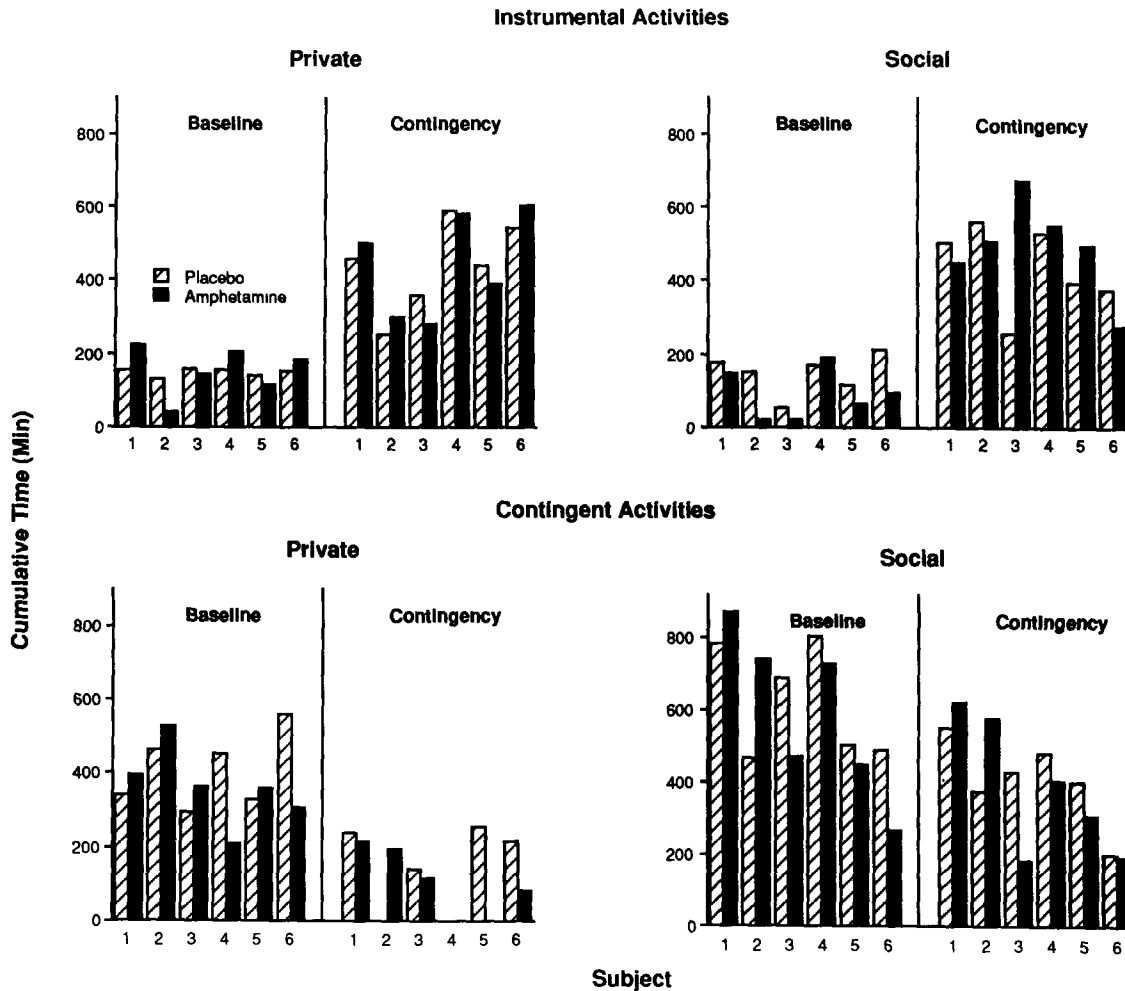 Instrumental Activities
Private
Social
Baseline
Contingency
Baseline
Contingency
800
600
400
200
0
Placebo
Amphetamine
1 2 3 4 5 6
1 2 3 4 5 6
800
600
400
200
0
1 2 3 4 5 6
1 2 3 4 5 6
Cumulative Time (Min)
Contingent Activities
Private
Social
Baseline
Contingency
Baseline
Contingency
800
600
400
200
0
1 2 3 4 5 6
1 2 3 4 5 6
800
600
400
200
0
1 2 3 4 5 6
1 2 3 4 5 6
Subject